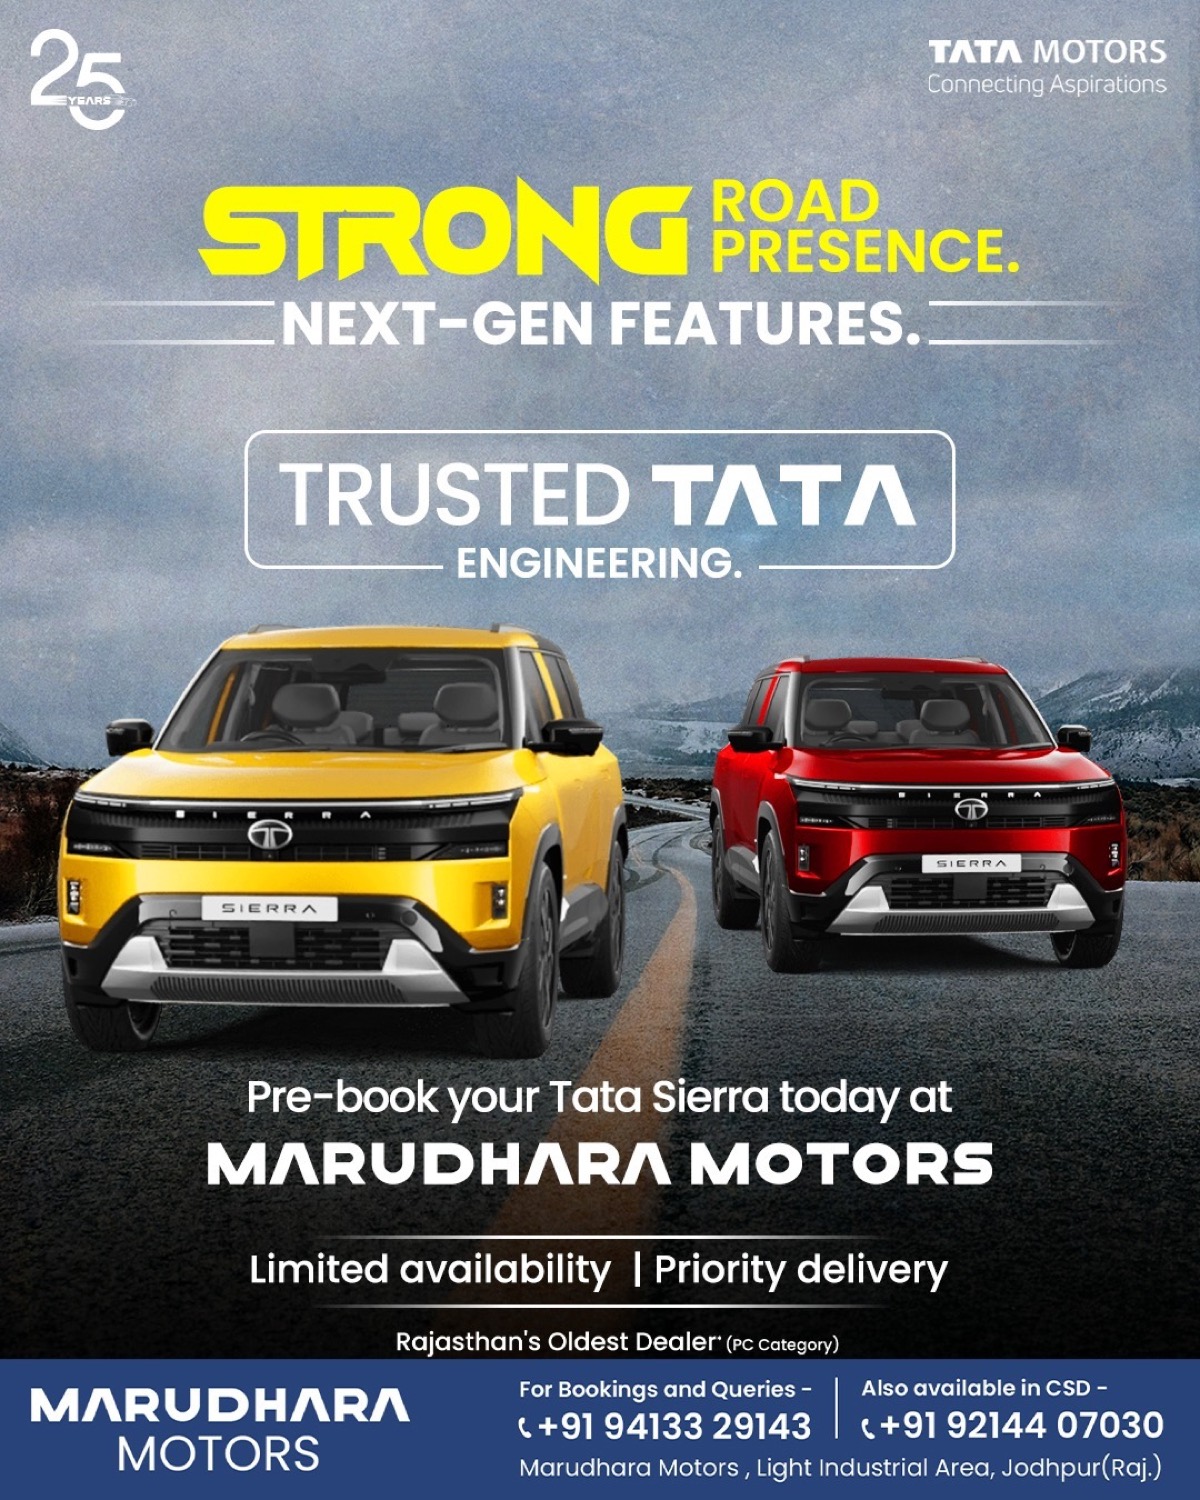 25
YEARS
TATA MOTORS
Connecting Aspirations
STRONG ROAD
PRESENCE.
NEXT-GEN FEATURES.
TRUSTED TATA
ENGINEERING.
SIERRA
SIERRA
SIERRA
SIERRA
Pre-book your Tata Sierra today at
MARUDHARA MOTORS
Limited availability | Priority delivery
Rajasthan's Oldest Dealer* (PC Category)
MARUDHARA
MOTORS
For Bookings and Queries -
+91 94133 29143
Also available in CSD -
+91 92144 07030
Marudhara Motors , Light Industrial Area, Jodhpur(Raj.)